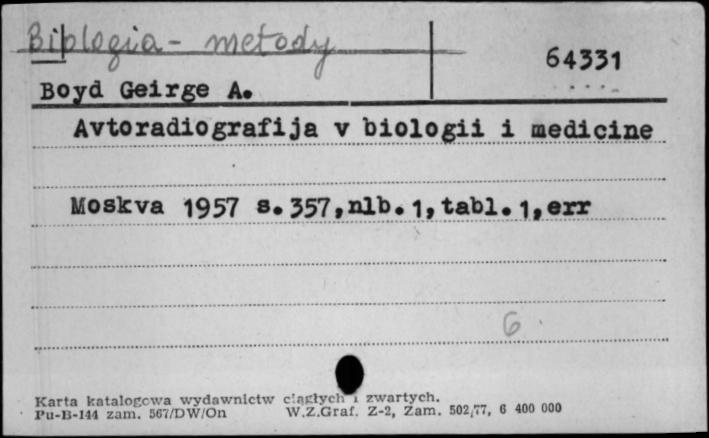 Biologia - metody
64331
Boyd Geirge A.
Avtoradiografija v biologii i medicine
Moskva 1957 s.357,nlb.1,tabl.1,err
6
Karta katalogowa wydawnictw ciągłych i zwartych.
Pu-B-144 zam. 567/DW/On W.Z.Graf. Z-2, Zam. 502/77, 6 400 000